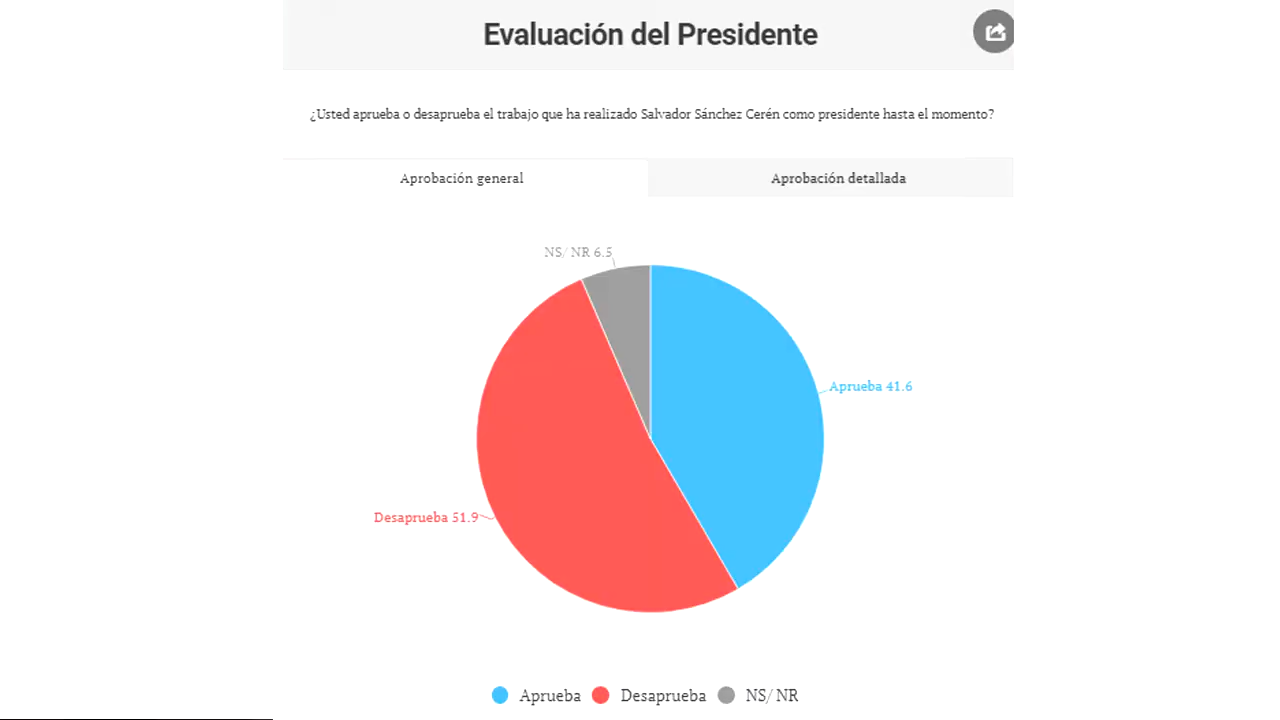 Evaluación del Presidente
¿Usted aprueba o desaprueba el trabajo que ha realizado Salvador Sánchez Cerén como presidente hasta el momento?
Aprobación general
Aprobación detallada
NS/ NR 6.5
Aprueba 41.6
Desaprueba 51.9
Aprueba
Desaprueba
NS/ NR